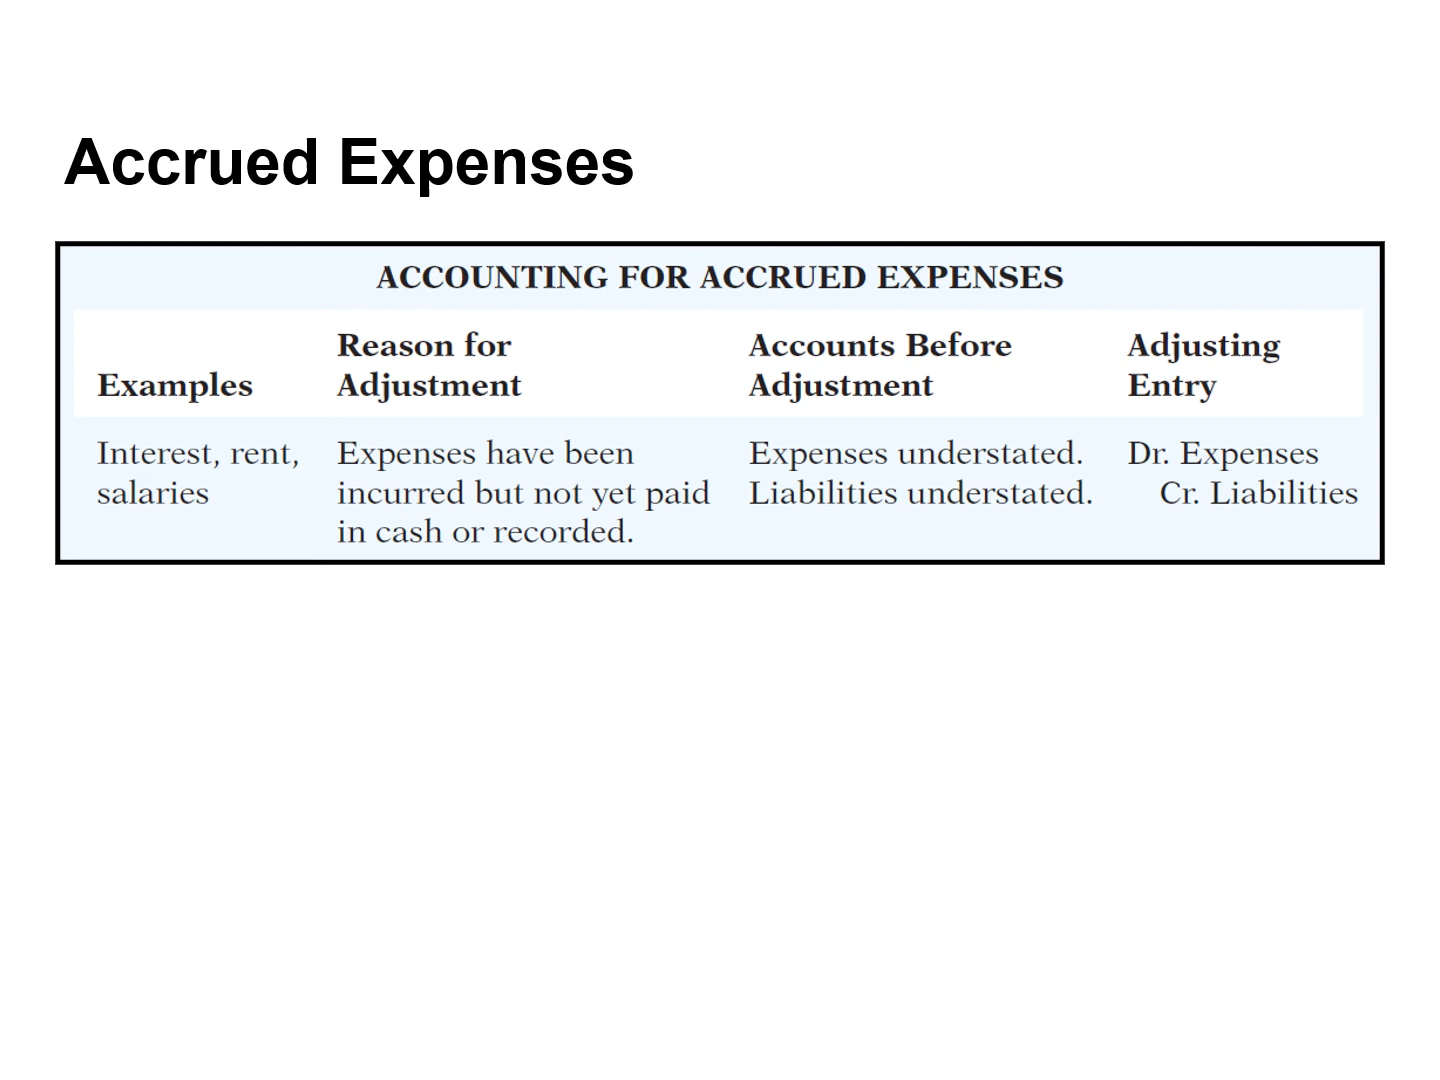 Accrued Expenses
ACCOUNTING FOR ACCRUED EXPENSES
Examples
Reason for
Adjustment
Accounts Before
Adjustment
Adjusting
Entry
Interest, rent,
salaries
Expenses have been
incurred but not yet paid
in cash or recorded.
Expenses understated.
Liabilities understated.
Dr. Expenses
Cr. Liabilities